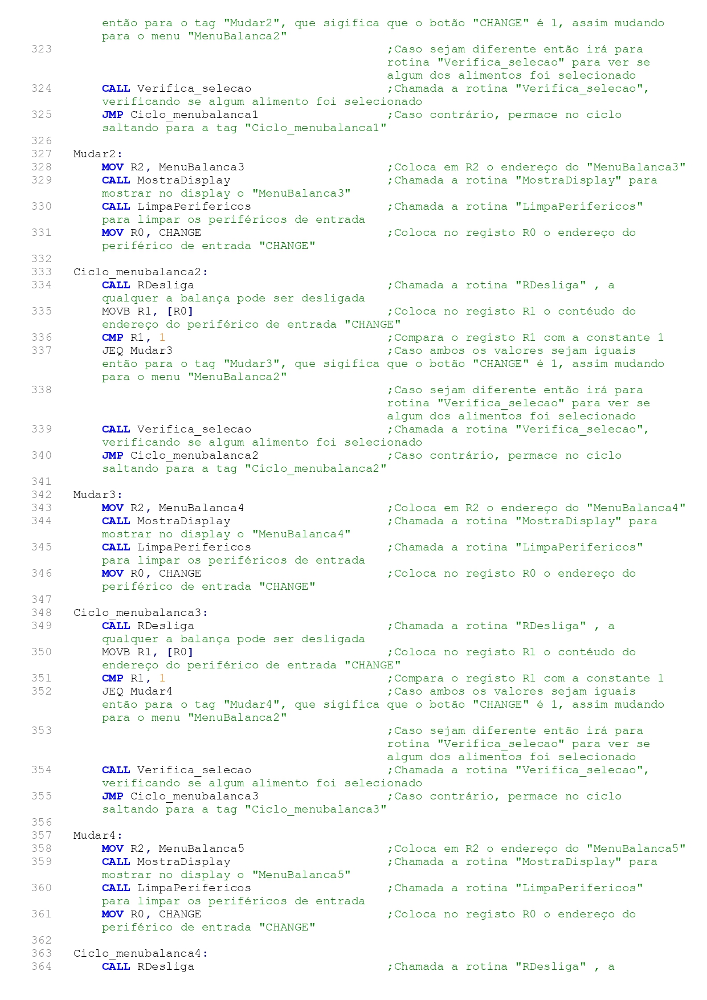 então para o tag "Mudar2", que sigifica que o botão "CHANGE" é 1, assim mudando
para o menu "MenuBalanca2"
323 ;Caso sejam diferente então irá para
rotina "Verifica_selecao" para ver se
algum dos alimentos foi selecionado
324 CALL Verifica_selecao ;Chamada a rotina "Verifica_selecao",
verificando se algum alimento foi selecionado
325 JMP Ciclo_menubalanca1 ;Caso contrário, permace no ciclo
saltando para a tag "Ciclo_menubalanca1"
326
327 Mudar2:
328 MOV R2, MenuBalanca3 ;Coloca em R2 o endereço do "MenuBalanca3"
329 CALL MostraDisplay ;Chamada a rotina "MostraDisplay" para
mostrar no display o "MenuBalanca3"
330 CALL LimpaPerifericos ;Chamada a rotina "LimpaPerifericos"
para limpar os periféricos de entrada
331 MOV R0, CHANGE ;Coloca no registo R0 o endereço do
periférico de entrada "CHANGE"
332
333 Ciclo_menubalanca2:
334 CALL RDesliga ;Chamada a rotina "RDesliga" , a
qualquer a balança pode ser desligada
335 MOVB R1, [R0] ;Coloca no registo R1 o contéudo do
endereço do periférico de entrada "CHANGE"
336 CMP R1, 1 ;Compara o registo R1 com a constante 1
337 JEQ Mudar3 ;Caso ambos os valores sejam iguais
então para o tag "Mudar3", que sigifica que o botão "CHANGE" é 1, assim mudando
para o menu "MenuBalanca2"
338 ;Caso sejam diferente então irá para
rotina "Verifica_selecao" para ver se
algum dos alimentos foi selecionado
339 CALL Verifica_selecao ;Chamada a rotina "Verifica_selecao",
verificando se algum alimento foi selecionado
340 JMP Ciclo_menubalanca2 ;Caso contrário, permace no ciclo
saltando para a tag "Ciclo_menubalanca2"
341
342 Mudar3:
343 MOV R2, MenuBalanca4 ;Coloca em R2 o endereço do "MenuBalanca4"
344 CALL MostraDisplay ;Chamada a rotina "MostraDisplay" para
mostrar no display o "MenuBalanca4"
345 CALL LimpaPerifericos ;Chamada a rotina "LimpaPerifericos"
para limpar os periféricos de entrada
346 MOV R0, CHANGE ;Coloca no registo R0 o endereço do
periférico de entrada "CHANGE"
347
348 Ciclo_menubalanca3:
349 CALL RDesliga ;Chamada a rotina "RDesliga" , a
qualquer a balança pode ser desligada
350 MOVB R1, [R0] ;Coloca no registo R1 o contéudo do
endereço do periférico de entrada "CHANGE"
351 CMP R1, 1 ;Compara o registo R1 com a constante 1
352 JEQ Mudar4 ;Caso ambos os valores sejam iguais
então para o tag "Mudar4", que sigifica que o botão "CHANGE" é 1, assim mudando
para o menu "MenuBalanca2"
353 ;Caso sejam diferente então irá para
rotina "Verifica_selecao" para ver se
algum dos alimentos foi selecionado
354 CALL Verifica_selecao ;Chamada a rotina "Verifica_selecao",
verificando se algum alimento foi selecionado
355 JMP Ciclo_menubalanca3 ;Caso contrário, permace no ciclo
saltando para a tag "Ciclo_menubalanca3"
356
357 Mudar4:
358 MOV R2, MenuBalanca5 ;Coloca em R2 o endereço do "MenuBalanca5"
359 CALL MostraDisplay ;Chamada a rotina "MostraDisplay" para
mostrar no display o "MenuBalanca5"
360 CALL LimpaPerifericos ;Chamada a rotina "LimpaPerifericos"
para limpar os periféricos de entrada
361 MOV R0, CHANGE ;Coloca no registo R0 o endereço do
periférico de entrada "CHANGE"
362
363 Ciclo_menubalanca4:
364 CALL RDesliga ;Chamada a rotina "RDesliga" , a